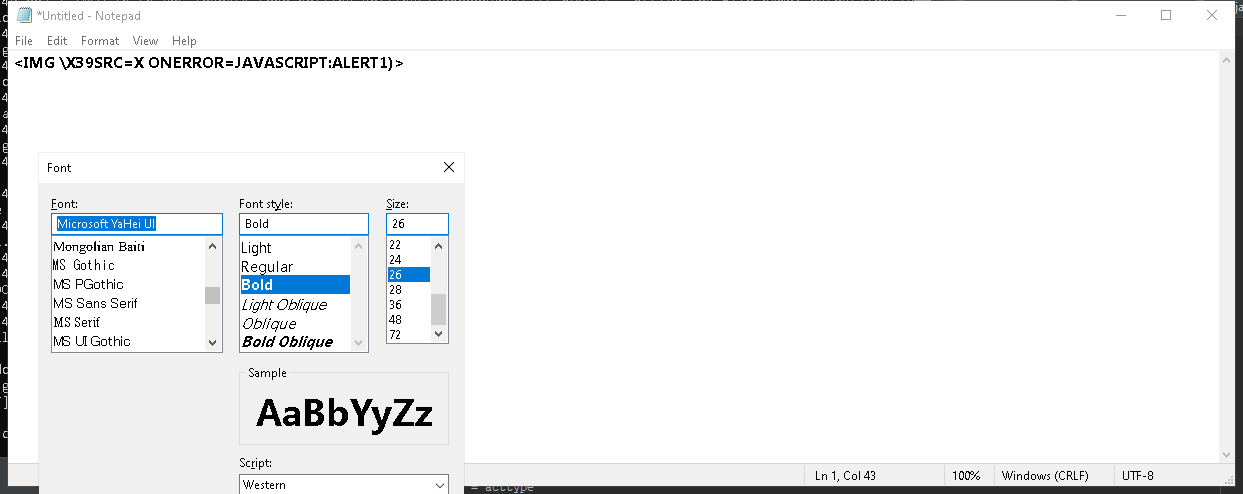 *Untitled - Notepad
File Edit Format View Help
<IMG \X39SRC=X ONERROR=JAVASCRIPT:ALERT1)>
Font
Font: Font style: Size:
Microsoft YaHei UI Bold 26
Mongolian Baiti
MS Gothic
MS PGothic
MS Sans Serif
MS Serif
MS UI Gothic
Light
Regular
Bold
Light Oblique
Oblique
Bold Oblique
22
24
26
28
36
48
72
Sample
AaBbYyZz
Script:
Western
Ln 1, Col 43 100% Windows (CRLF) UTF-8
= acctype